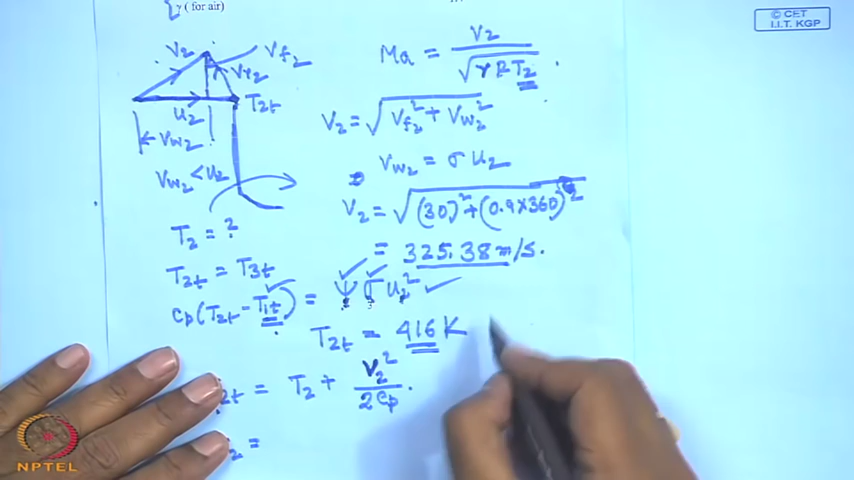 γ (for air)
© CET
I.I.T. KGP
V2
Vf2
Vr2
T2t
U2
Vw2
Vw2 < U2
T2 = ?
T2t = T3t
Cp(T2t - T1t) = Ψ σ U2²
T2t = 416 K
2t = T2 + V2² / 2Cp.
2 =
Ma = V2 / √(γ R T2)
V2 = √(Vf2² + Vw2²)
Vw2 = σ U2
V2 = √((30)² + (0.9×360)²)
= 325.38 m/s.
NPTEL